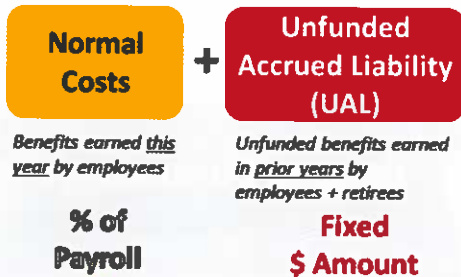 Normal
Costs
+
Unfunded
Accrued Liability
(UAL)
Benefits earned this
year by employees
Unfunded benefits earned
in prior years by
employees + retirees
% of
Payroll
Fixed
$ Amount